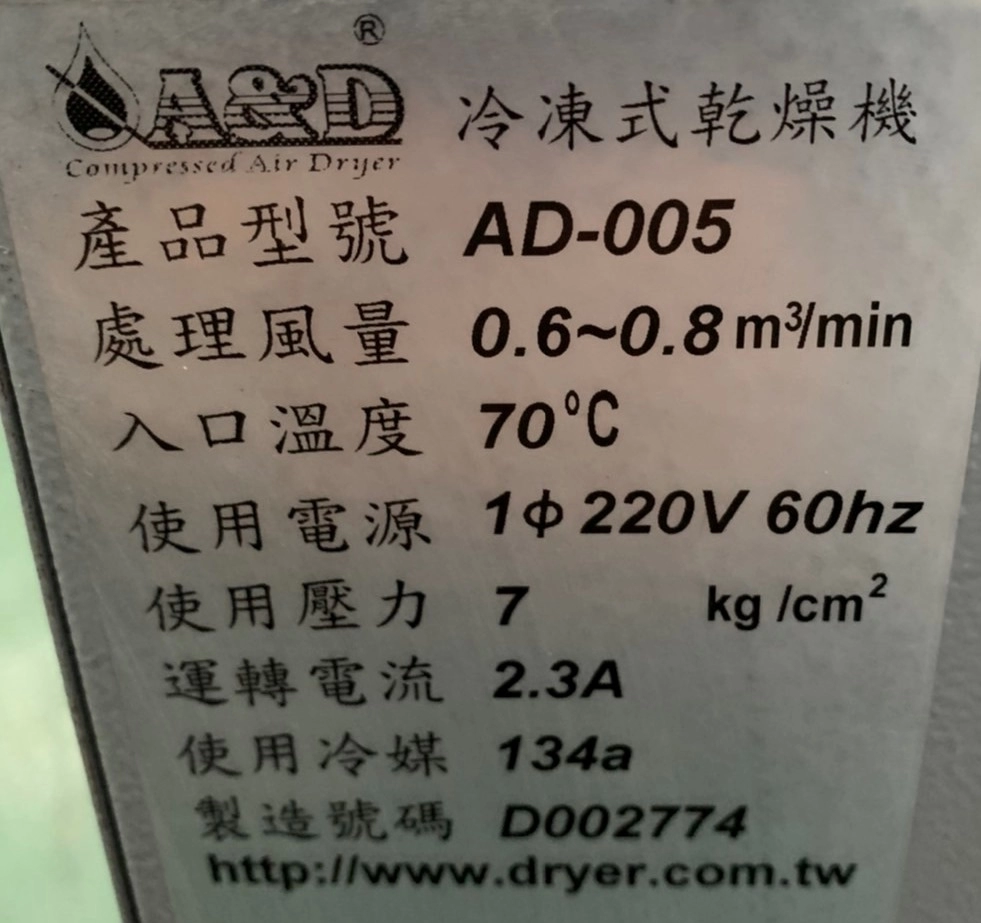 A&D®
Compressed Air Dryer
冷凍式乾燥機
產品型號 AD-005
處理風量 0.6~0.8 m³/min
入口溫度 70°C
使用電源 1ϕ 220V 60hz
使用壓力 7 kg/cm²
運轉電流 2.3A
使用冷媒 134a
製造號碼 D002774
http://www.dryer.com.tw